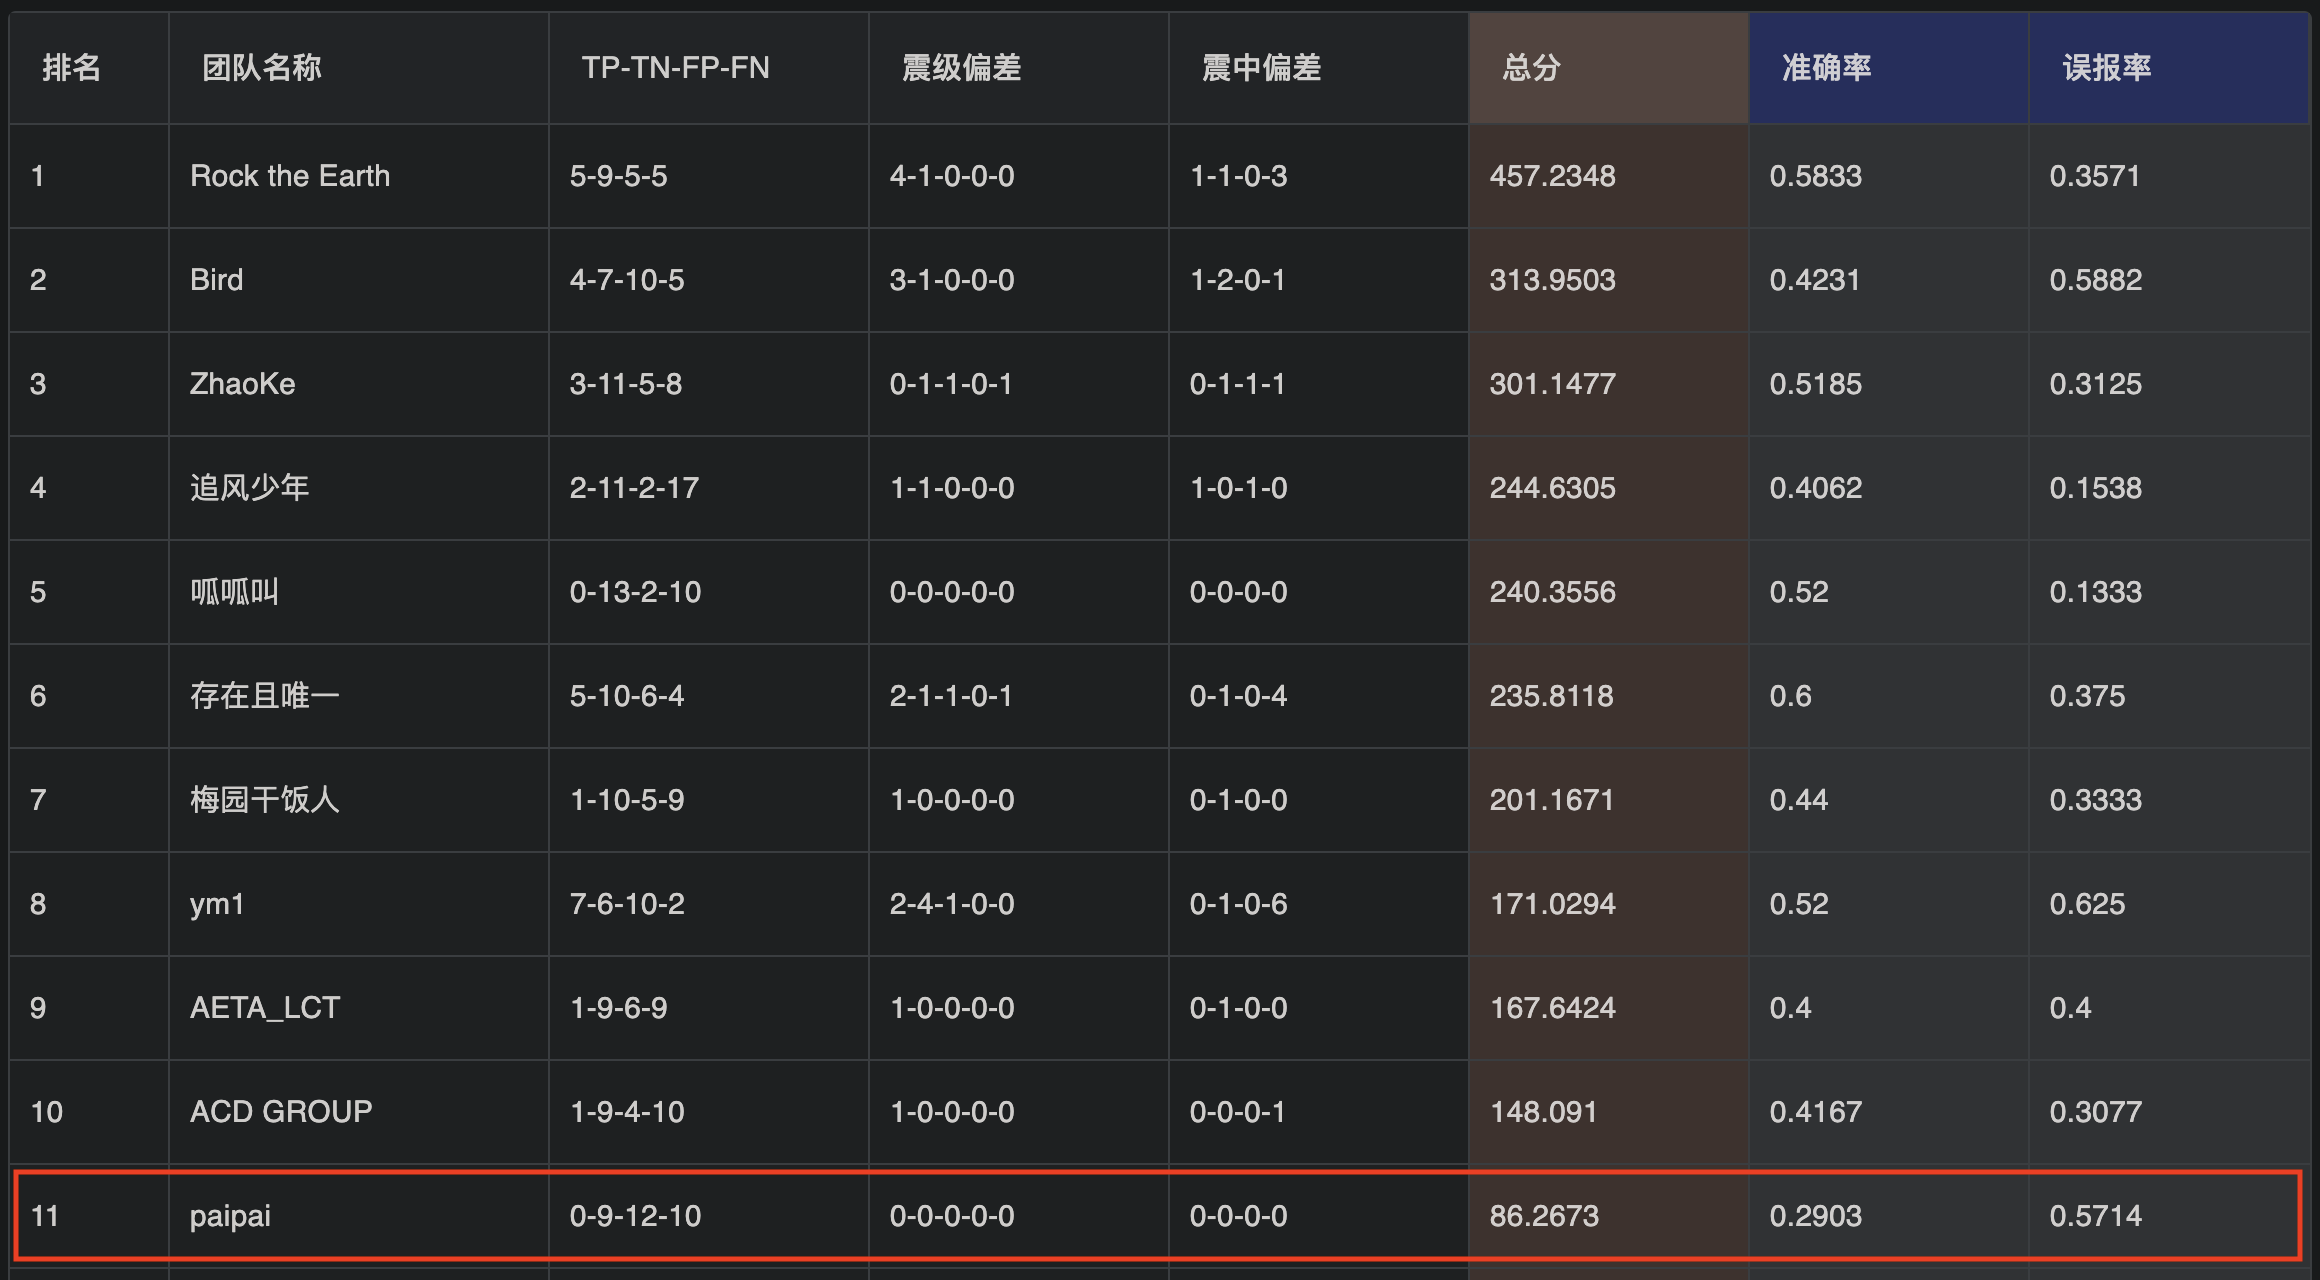 排名 团队名称 TP-TN-FP-FN 震级偏差 震中偏差 总分 准确率 误报率
1 Rock the Earth 5-9-5-5 4-1-0-0-0 1-1-0-3 457.2348 0.5833 0.3571
2 Bird 4-7-10-5 3-1-0-0-0 1-2-0-1 313.9503 0.4231 0.5882
3 ZhaoKe 3-11-5-8 0-1-1-0-1 0-1-1-1 301.1477 0.5185 0.3125
4 追风少年 2-11-2-17 1-1-0-0-0 1-0-1-0 244.6305 0.4062 0.1538
5 呱呱叫 0-13-2-10 0-0-0-0-0 0-0-0-0 240.3556 0.52 0.1333
6 存在且唯一 5-10-6-4 2-1-1-0-1 0-1-0-4 235.8118 0.6 0.375
7 梅园干饭人 1-10-5-9 1-0-0-0-0 0-1-0-0 201.1671 0.44 0.3333
8 ym1 7-6-10-2 2-4-1-0-0 0-1-0-6 171.0294 0.52 0.625
9 AETA_LCT 1-9-6-9 1-0-0-0-0 0-1-0-0 167.6424 0.4 0.4
10 ACD GROUP 1-9-4-10 1-0-0-0-0 0-0-0-1 148.091 0.4167 0.3077
11 paipai 0-9-12-10 0-0-0-0-0 0-0-0-0 86.2673 0.2903 0.5714